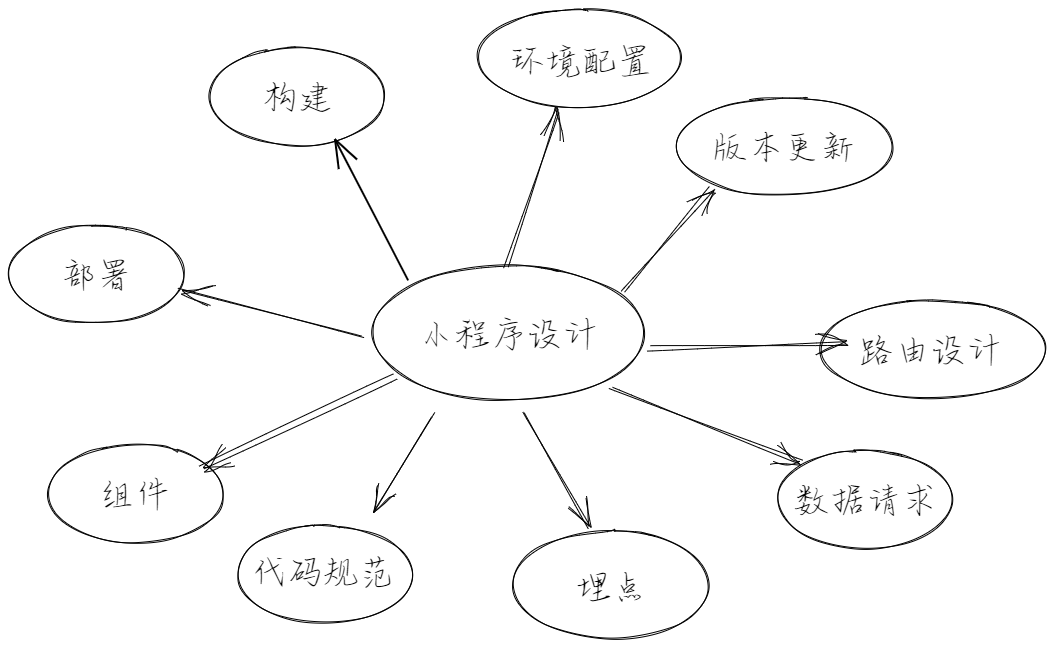 环境配置
构建
版本更新
部署
小程序设计
路由设计
组件
数据请求
代码规范
埋点